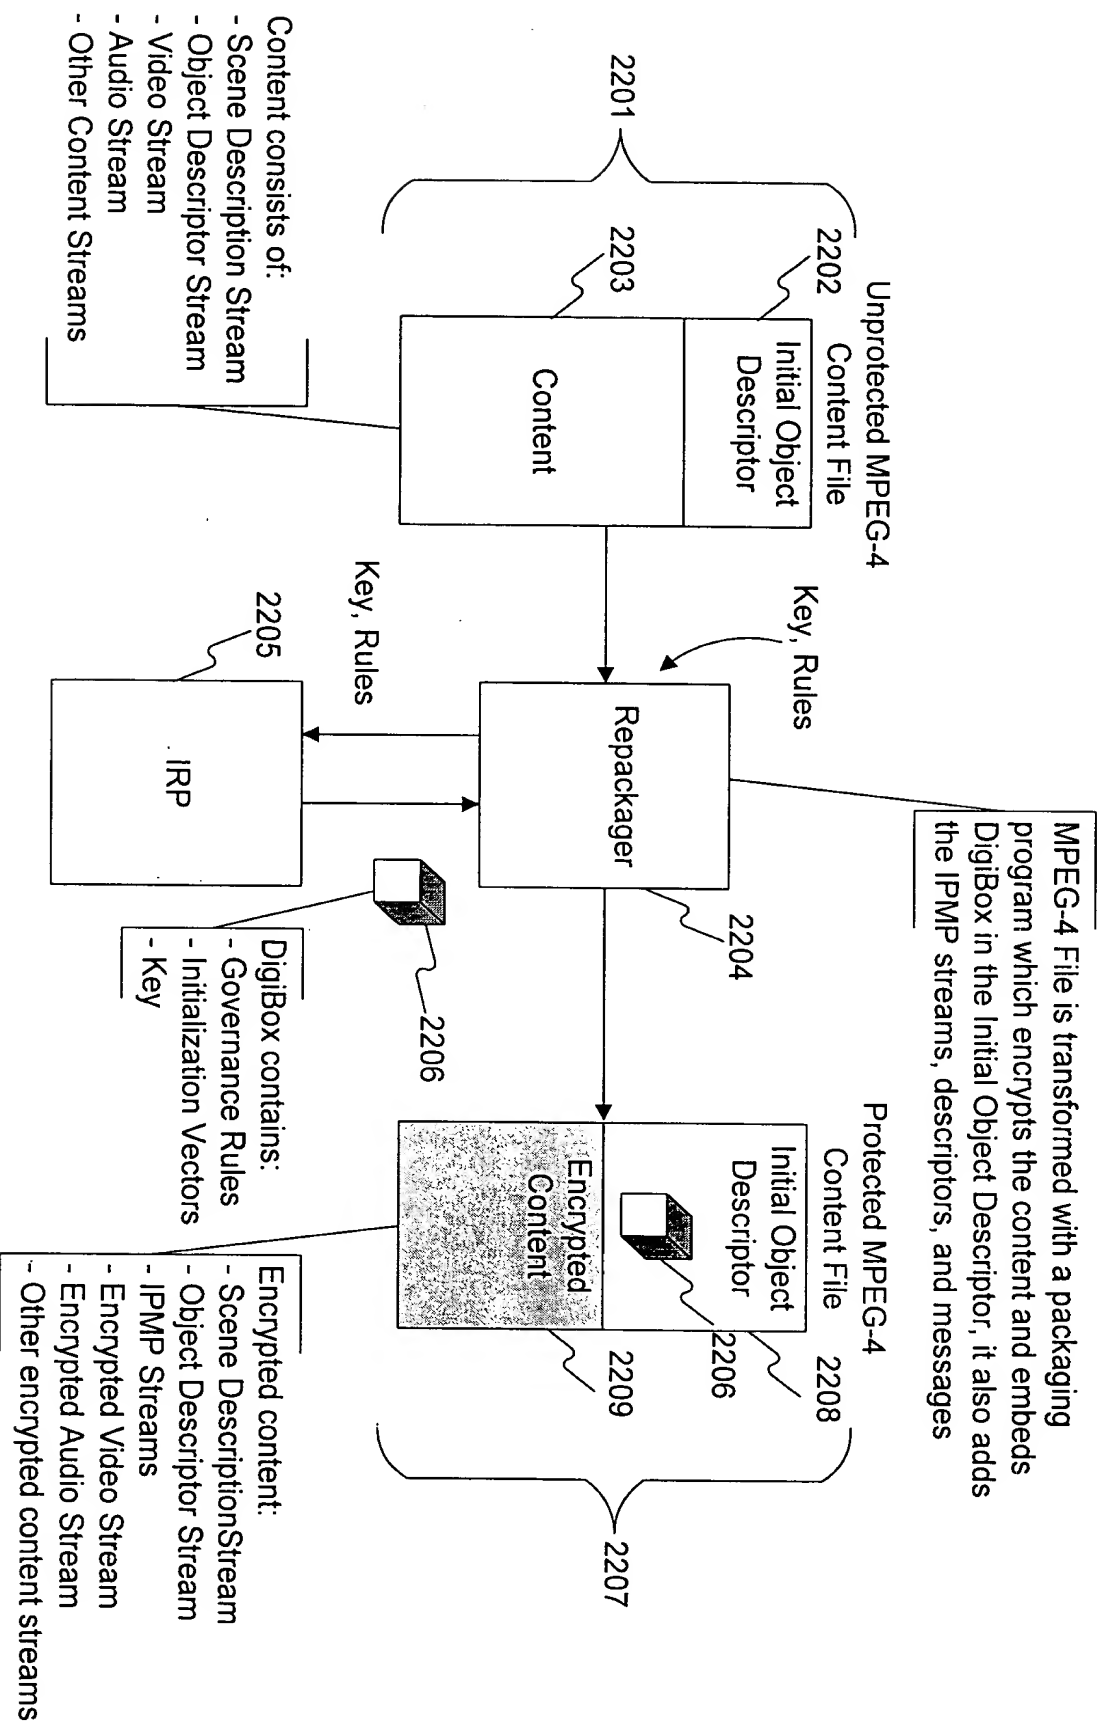 MPEG-4 File is transformed with a packaging
program which encrypts the content and embeds
DigiBox in the Initial Object Descriptor, it also adds
the IPMP streams, descriptors, and messages
Unprotected MPEG-4
Content File
2201
2202
2203
Initial Object
Descriptor
Content
Key, Rules
Repackager
2204
Protected MPEG-4
Content File
Initial Object
Descriptor
2206
2208
Encrypted
Content
2209
2207
Key, Rules
2205
IRP
2206
Content consists of:
- Scene Description Stream
- Object Descriptor Stream
- Video Stream
- Audio Stream
- Other Content Streams
DigiBox contains:
- Governance Rules
- Initialization Vectors
- Key
Encrypted content:
- Scene DescriptionStream
- Object Descriptor Stream
- IPMP Streams
- Encrypted Video Stream
- Encrypted Audio Stream
- Other encrypted content streams